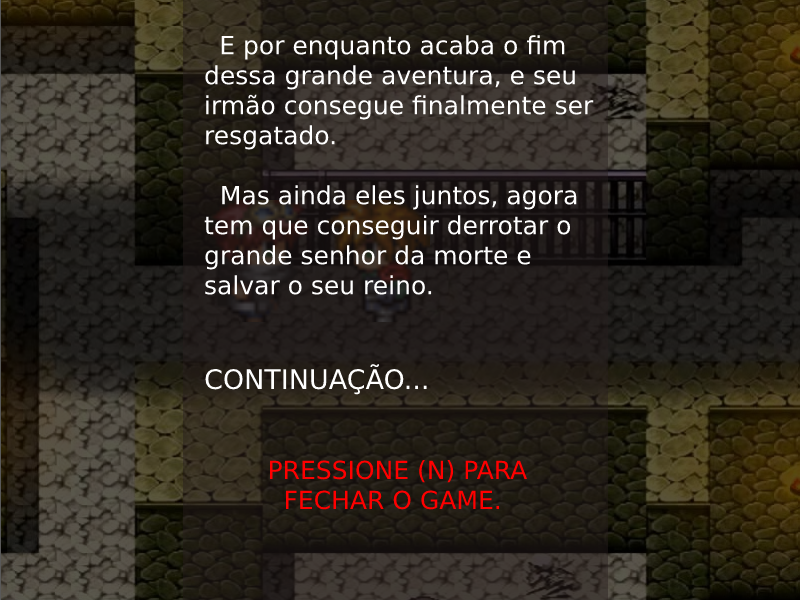 E por enquanto acaba o fim
dessa grande aventura, e seu
irmão consegue finalmente ser
resgatado.
Mas ainda eles juntos, agora
tem que conseguir derrotar o
grande senhor da morte e
salvar o seu reino.
CONTINUAÇÃO...
PRESSIONE (N) PARA
FECHAR O GAME.